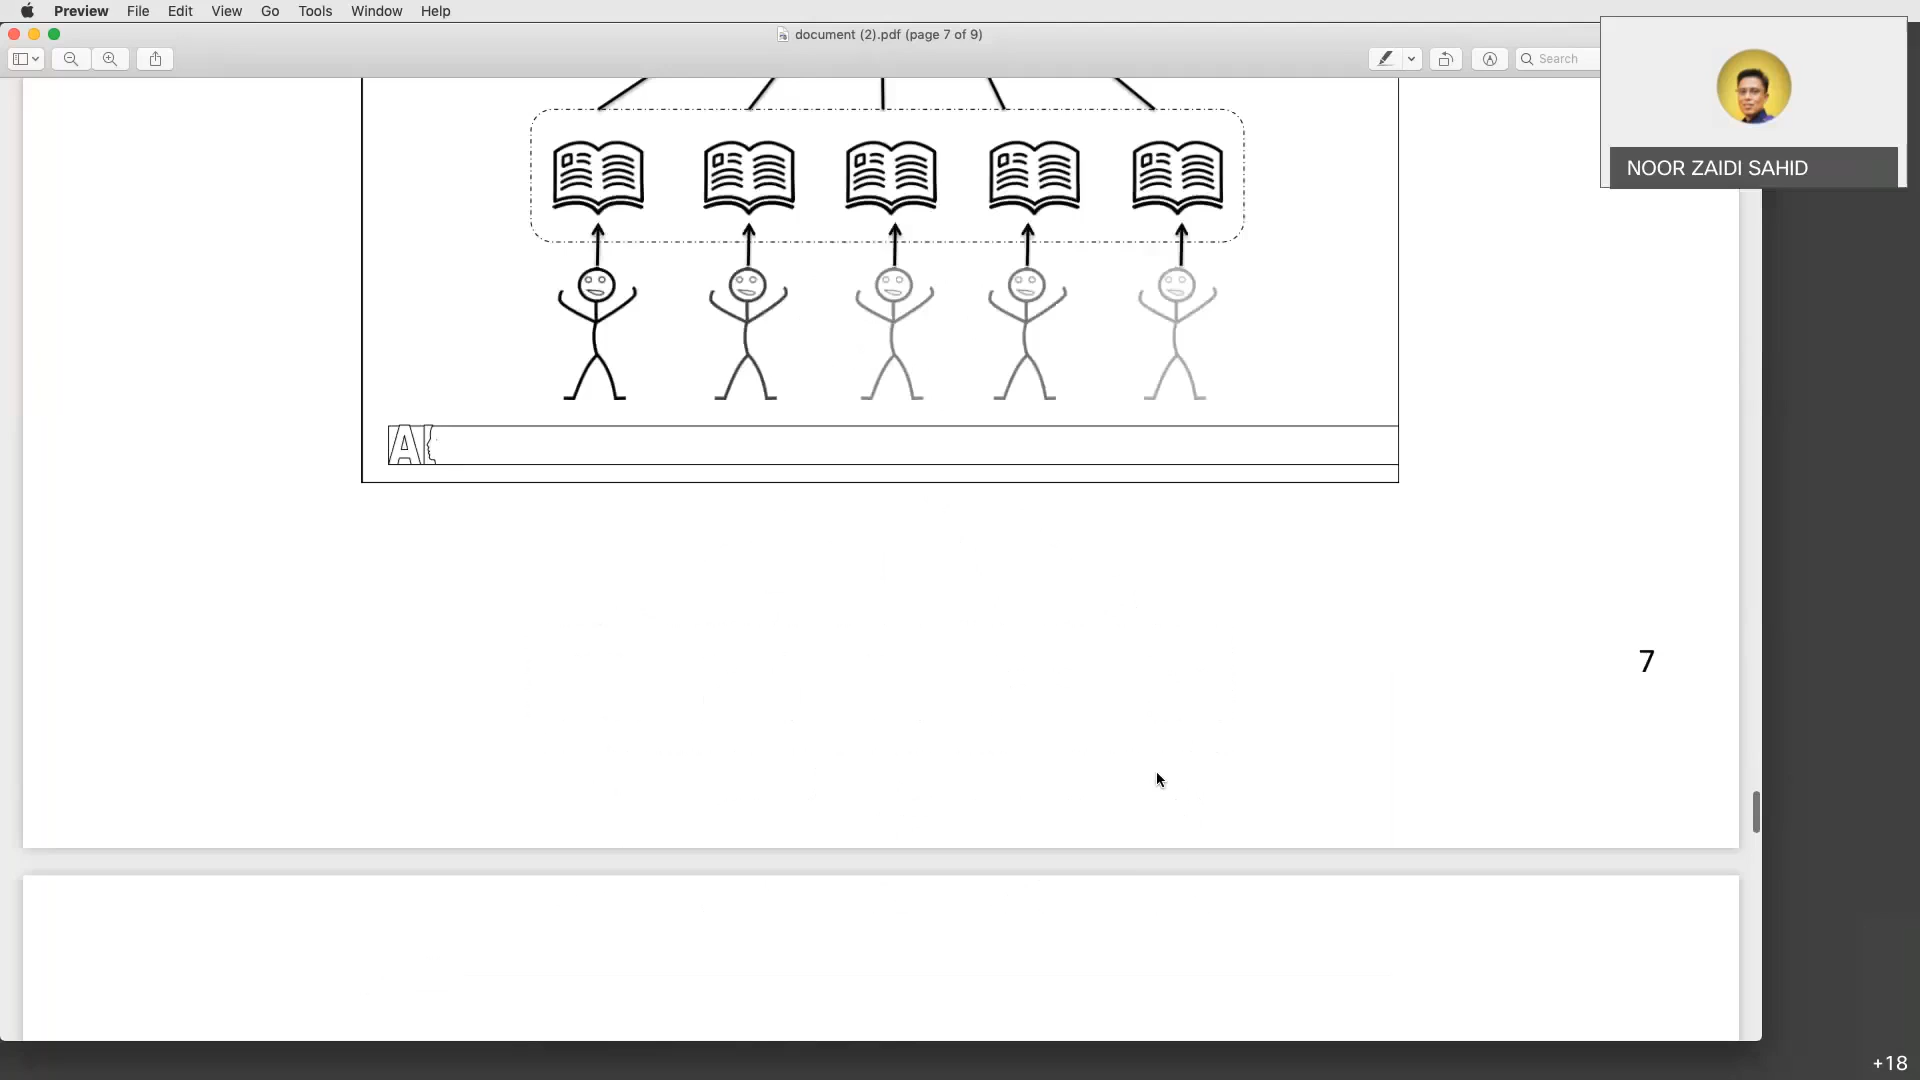 Preview File Edit View Go Tools Window Help
document (2).pdf (page 7 of 9)
Search
NOOR ZAIDI SAHID
A
7
+18